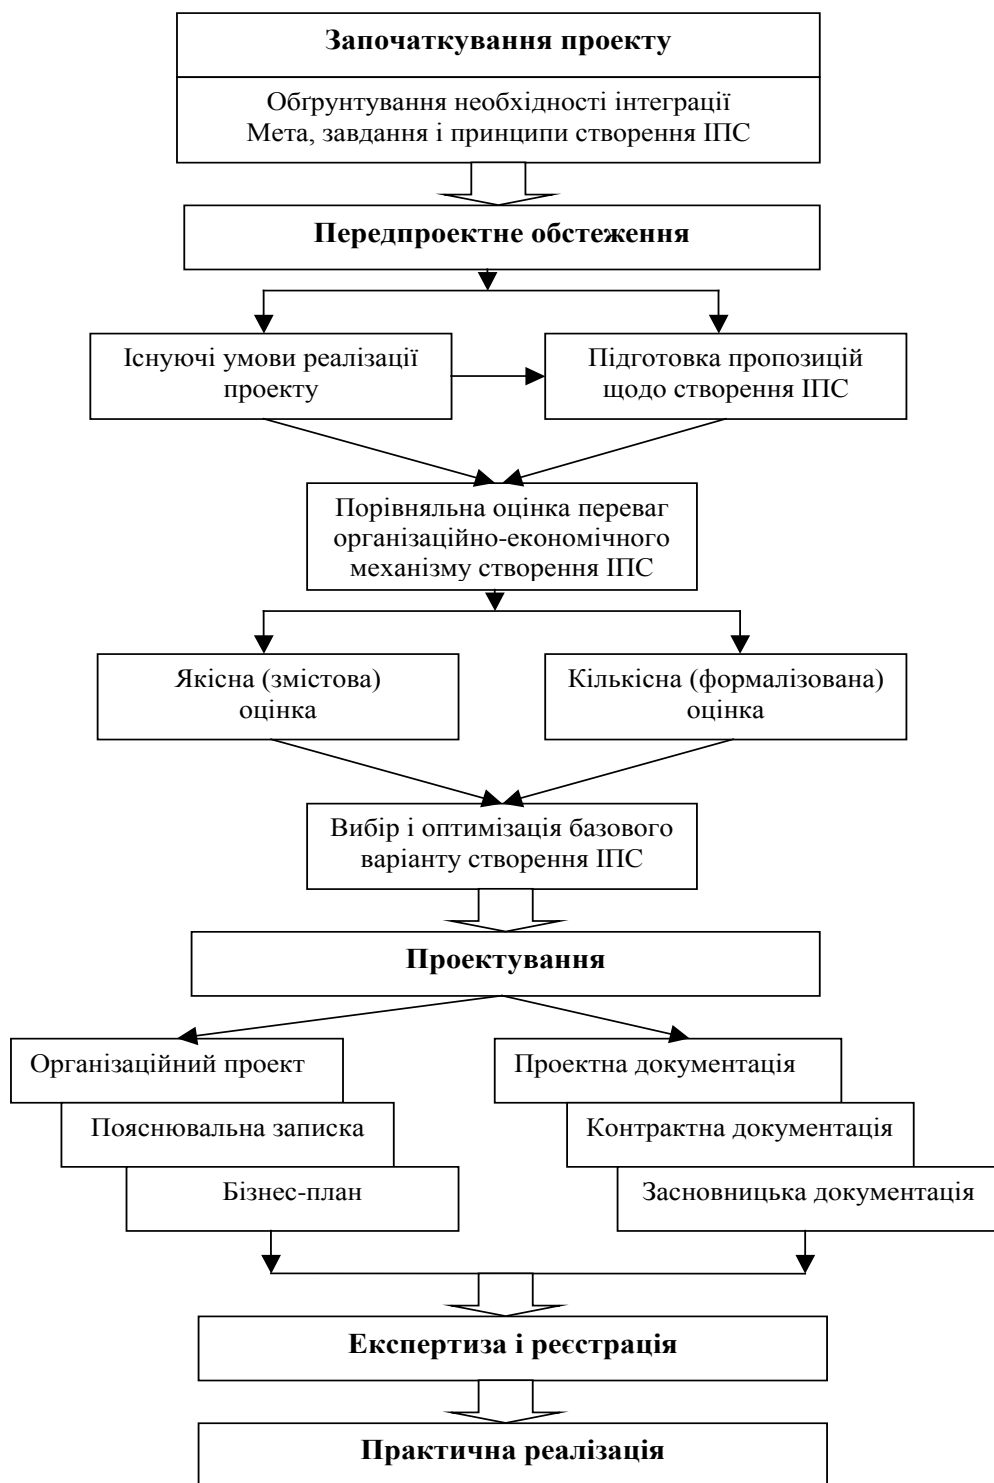 Започаткування проекту
Обґрунтування необхідності інтеграції
Мета, завдання і принципи створення ІПС
Передпроектне обстеження
Існуючі умови реалізації
проекту
Підготовка пропозицій
щодо створення ІПС
Порівняльна оцінка переваг
організаційно-економічного
механізму створення ІПС
Якісна (змістова)
оцінка
Кількісна (формалізована)
оцінка
Вибір і оптимізація базового
варіанту створення ІПС
Проектування
Організаційний проект
Пояснювальна записка
Бізнес-план
Проектна документація
Контрактна документація
Засновницька документація
Експертиза і реєстрація
Практична реалізація